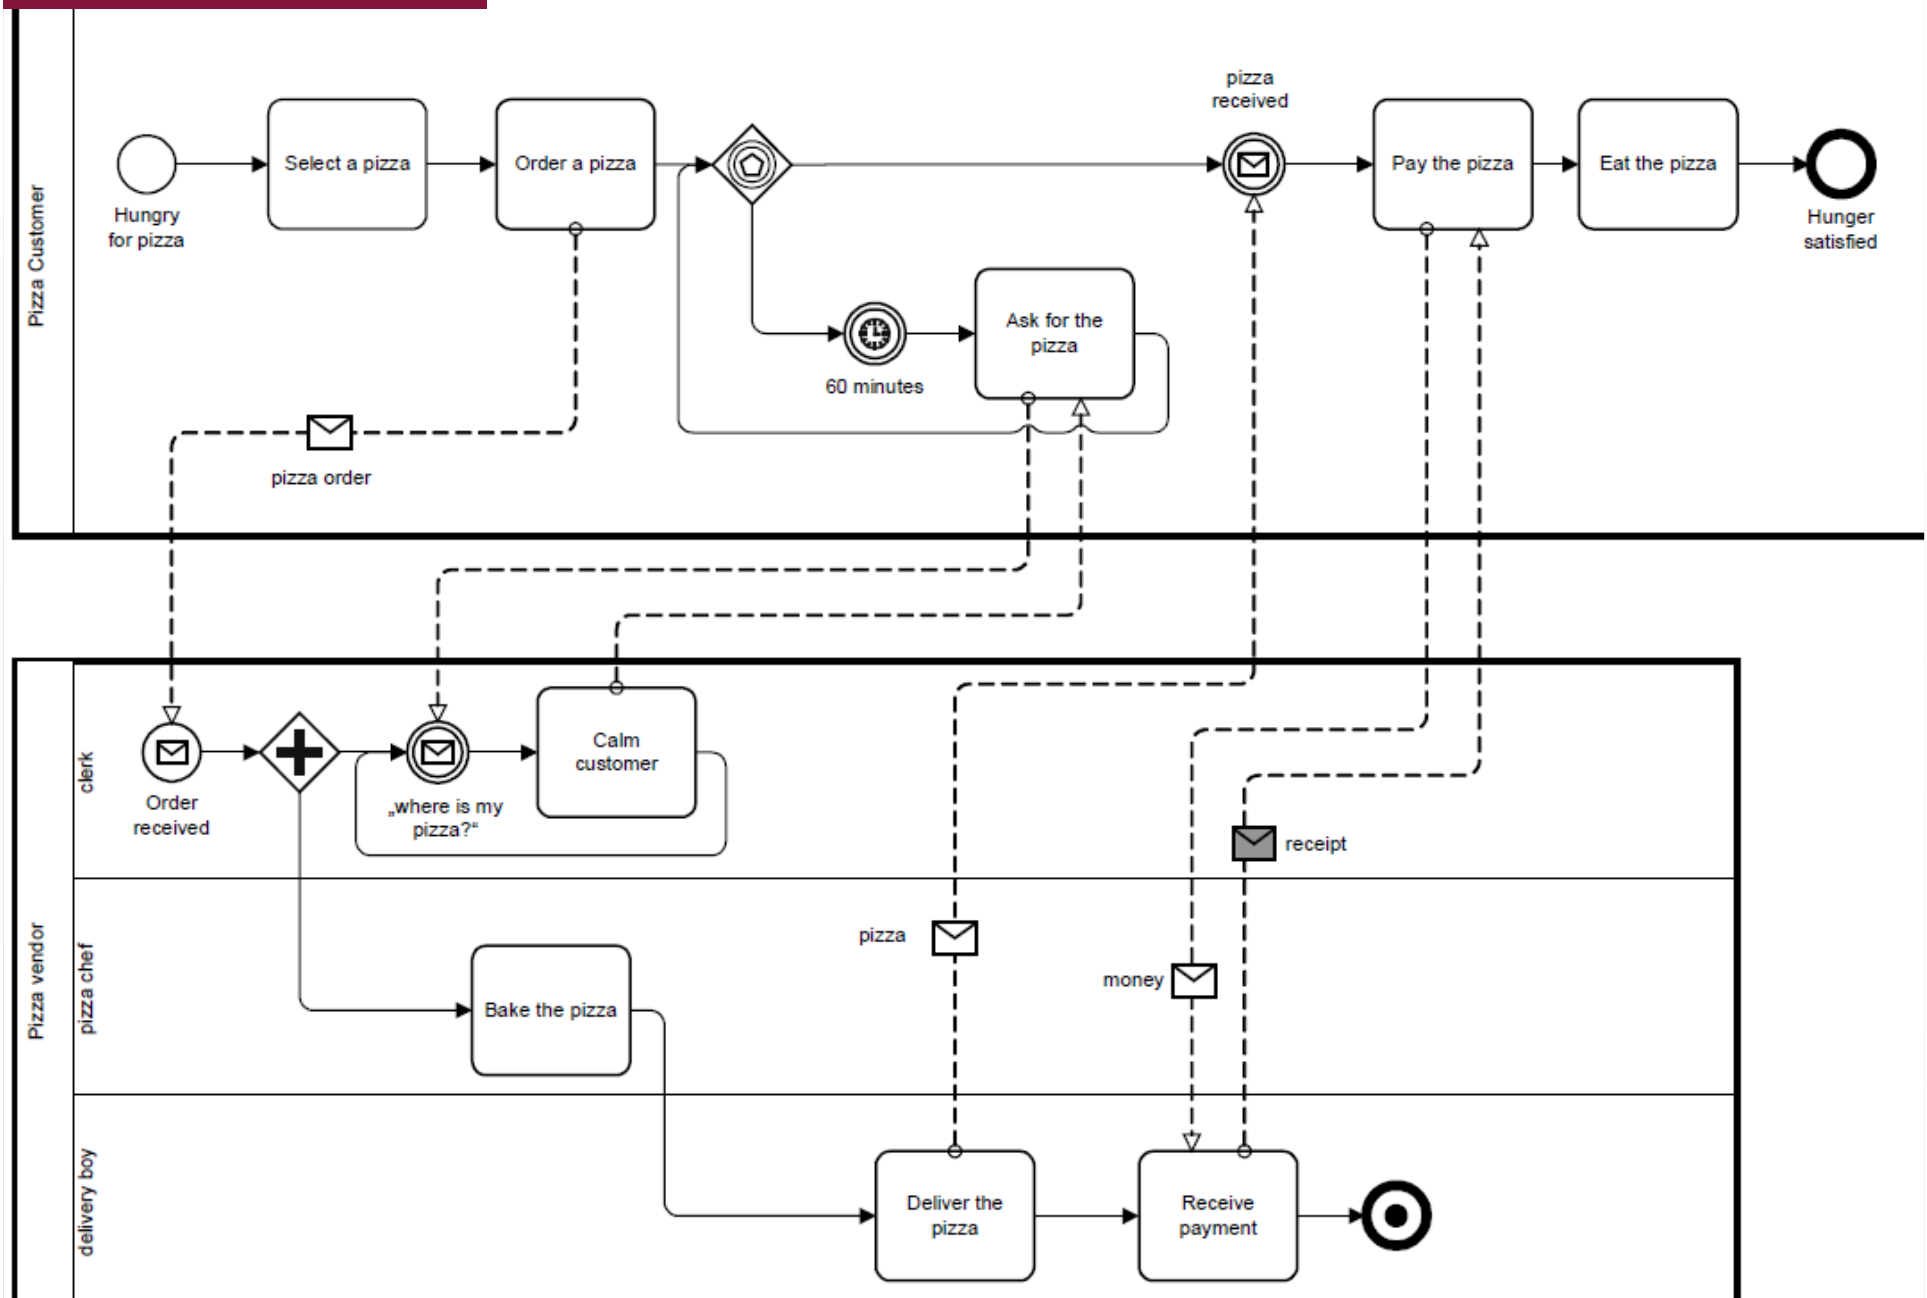 Pizza Customer
Hungry
for pizza
Select a pizza
Order a pizza
pizza
received
Pay the pizza
Eat the pizza
Hunger
satisfied
60 minutes
Ask for the
pizza
pizza order
Pizza vendor
clerk
Order
received
„where is my
pizza?“
Calm
customer
receipt
pizza chef
Bake the pizza
pizza
money
delivery boy
Deliver the
pizza
Receive
payment